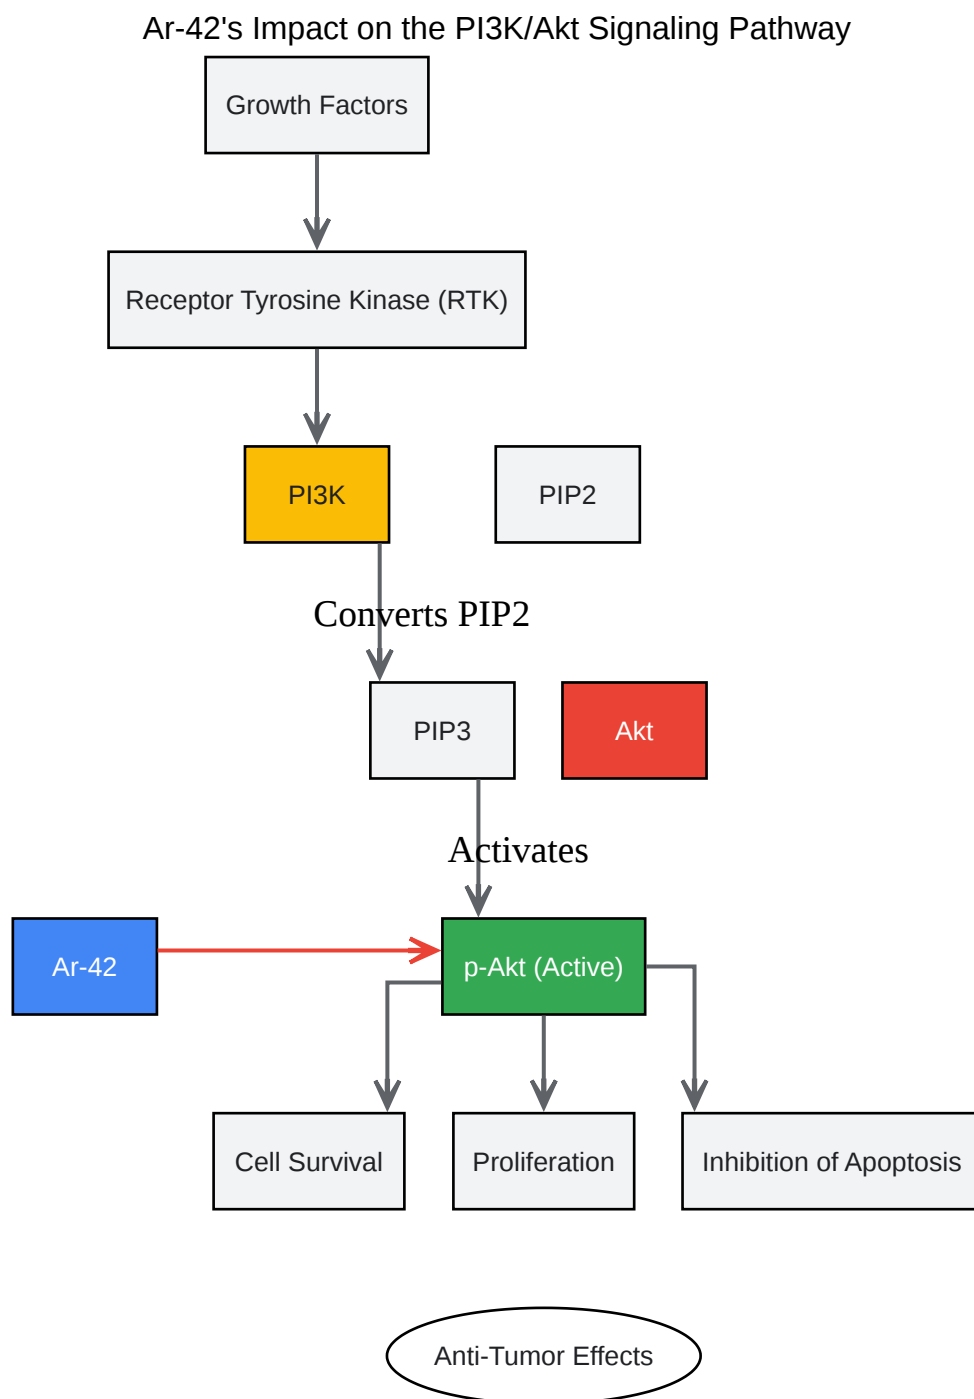 Ar-42's Impact on the PI3K/Akt Signaling Pathway
Growth Factors
Receptor Tyrosine Kinase (RTK)
PI3K
PIP2
Converts PIP2
PIP3
Akt
Activates
Ar-42
p-Akt (Active)
Cell Survival
Proliferation
Inhibition of Apoptosis
Anti-Tumor Effects